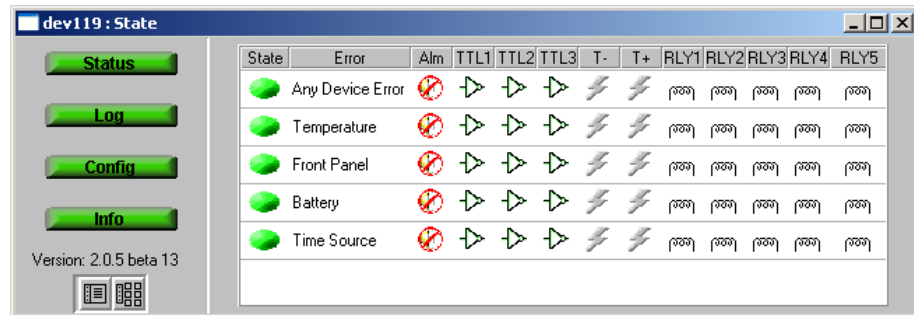 dev119 : State
Status
Log
Config
Info
Version: 2.0.5 beta 13
State Error Alm TTL1 TTL2 TTL3 T- T+ RLY1 RLY2 RLY3 RLY4 RLY5
Any Device Error
Temperature
Front Panel
Battery
Time Source